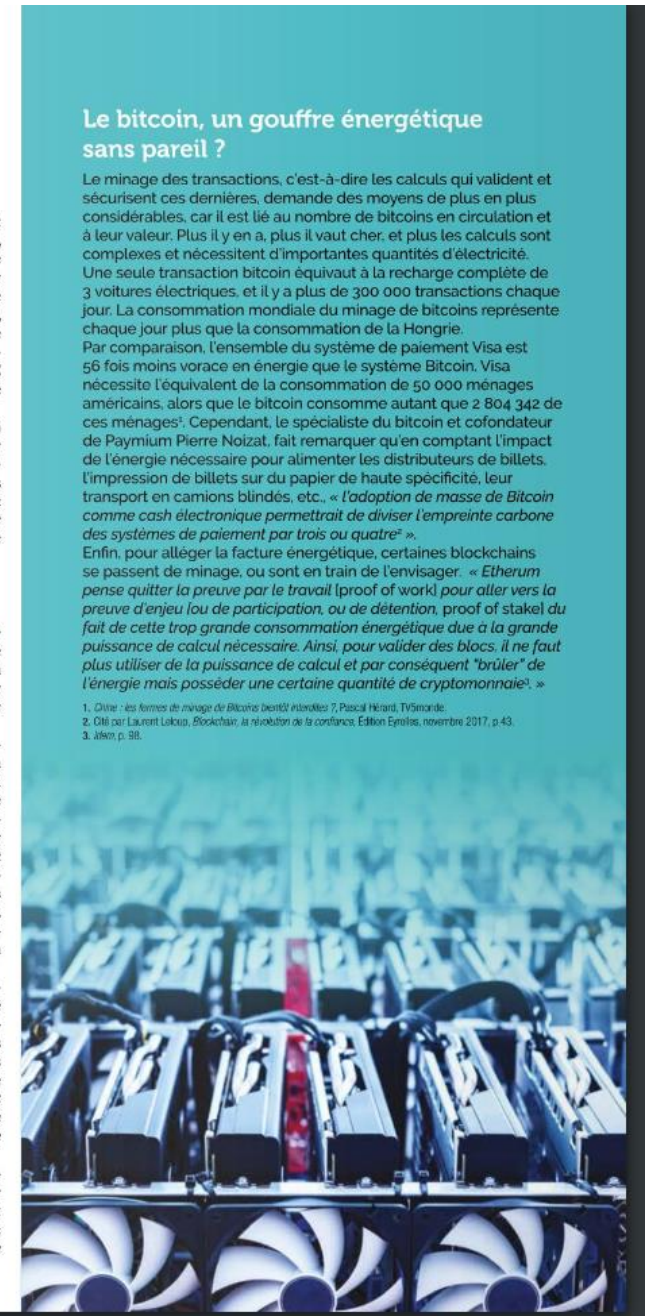 Le bitcoin, un gouffre énergétique
sans pareil ?
Le minage des transactions, c'est-à-dire les calculs qui valident et
sécurisent ces dernières, demande des moyens de plus en plus
considérables, car il est lié au nombre de bitcoins en circulation et
à leur valeur. Plus il y en a, plus il vaut cher, et plus les calculs sont
complexes et nécessitent d'importantes quantités d'électricité.
Une seule transaction bitcoin équivaut à la recharge complète de
3 voitures électriques, et il y a plus de 300 000 transactions chaque
jour. La consommation mondiale du minage de bitcoins représente
chaque jour plus que la consommation de la Hongrie.
Par comparaison, l'ensemble du système de paiement Visa est
56 fois moins vorace en énergie que le système Bitcoin. Visa
nécessite l'équivalent de la consommation de 50 000 ménages
américains, alors que le bitcoin consomme autant que 2 804 342 de
ces ménages¹. Cependant, le spécialiste du bitcoin et cofondateur
de Paymium Pierre Noizat, fait remarquer qu'en comptant l'impact
de l'énergie nécessaire pour alimenter les distributeurs de billets,
l'impression de billets sur du papier de haute spécificité, leur
transport en camions blindés, etc., « l'adoption de masse de Bitcoin
comme cash électronique permettrait de diviser l'empreinte carbone
des systèmes de paiement par trois ou quatre² ».
Enfin, pour alléger la facture énergétique, certaines blockchains
se passent de minage, ou sont en train de l'envisager. « Etherum
pense quitter la preuve par le travail [proof of work] pour aller vers la
preuve d'enjeu [ou de participation, ou de détention, proof of stake] du
fait de cette trop grande consommation énergétique due à la grande
puissance de calcul nécessaire. Ainsi, pour valider des blocs, il ne faut
plus utiliser de la puissance de calcul et par conséquent "brûler" de
l'énergie mais posséder une certaine quantité de cryptomonnaie³. »
1. Chine : les fermes de minage de Bitcoins bientôt interdites ?, Pascal Hérard, TV5monde.
2. Cité par Laurent Leloup, Blockchain, la révolution de la confiance, Édition Eyrolles, novembre 2017, p.43.
3. Idem, p. 98.